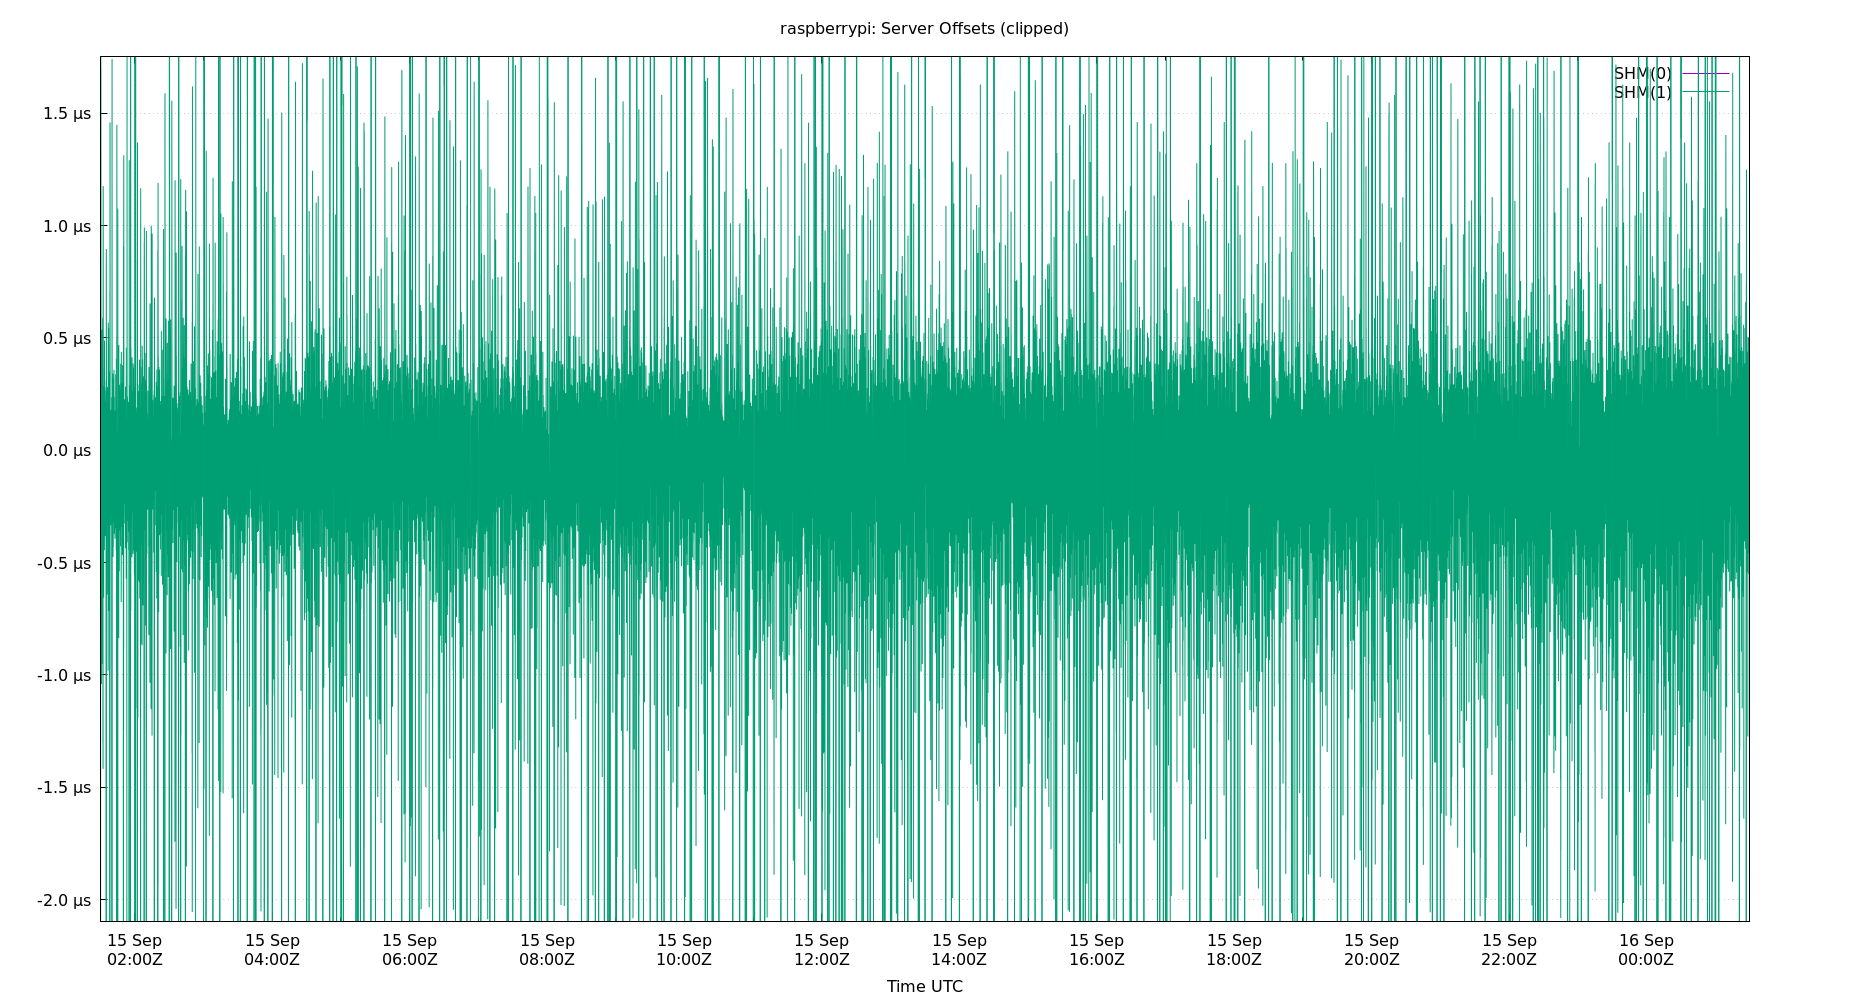 raspberrypi: Server Offsets (clipped)
SHM(0)
SHM(1)
1.5 µs
1.0 µs
0.5 µs
0.0 µs
-0.5 µs
-1.0 µs
-1.5 µs
-2.0 µs
15 Sep 15 Sep 15 Sep 15 Sep 15 Sep 15 Sep 15 Sep 15 Sep 15 Sep 15 Sep 15 Sep 16 Sep
02:00Z 04:00Z 06:00Z 08:00Z 10:00Z 12:00Z 14:00Z 16:00Z 18:00Z 20:00Z 22:00Z 00:00Z
Time UTC